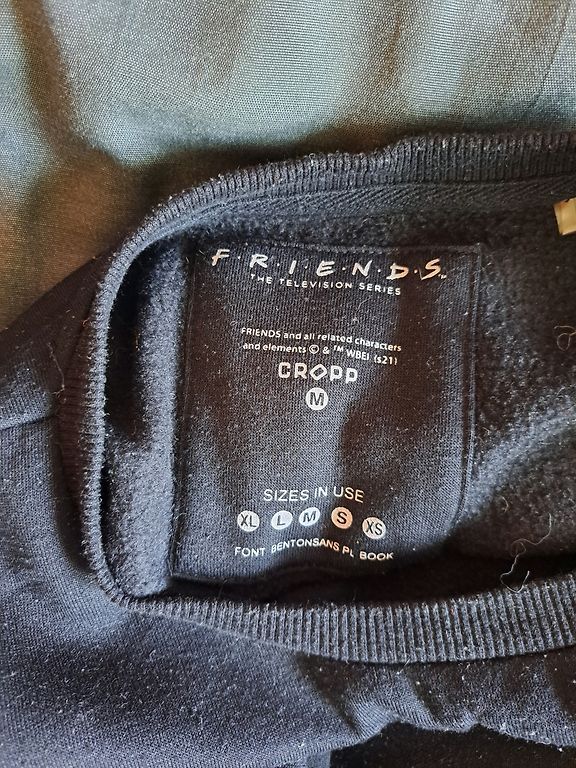 F·R·I·E·N·D·S™
THE TELEVISION SERIES
FRIENDS and all related characters
and elements © & ™ WBEI (s21)
CROPP
M
SIZES IN USE
XL L M S XS
FONT BENTONSANS PL BOOK